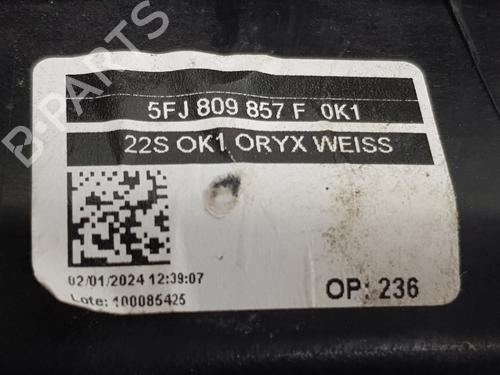 B-PARTS
5FJ 809 857 F 0K1
22S OK1 ORYX WEISS
02/01/2024 12:39:07
Lote: 100085425
OP: 236